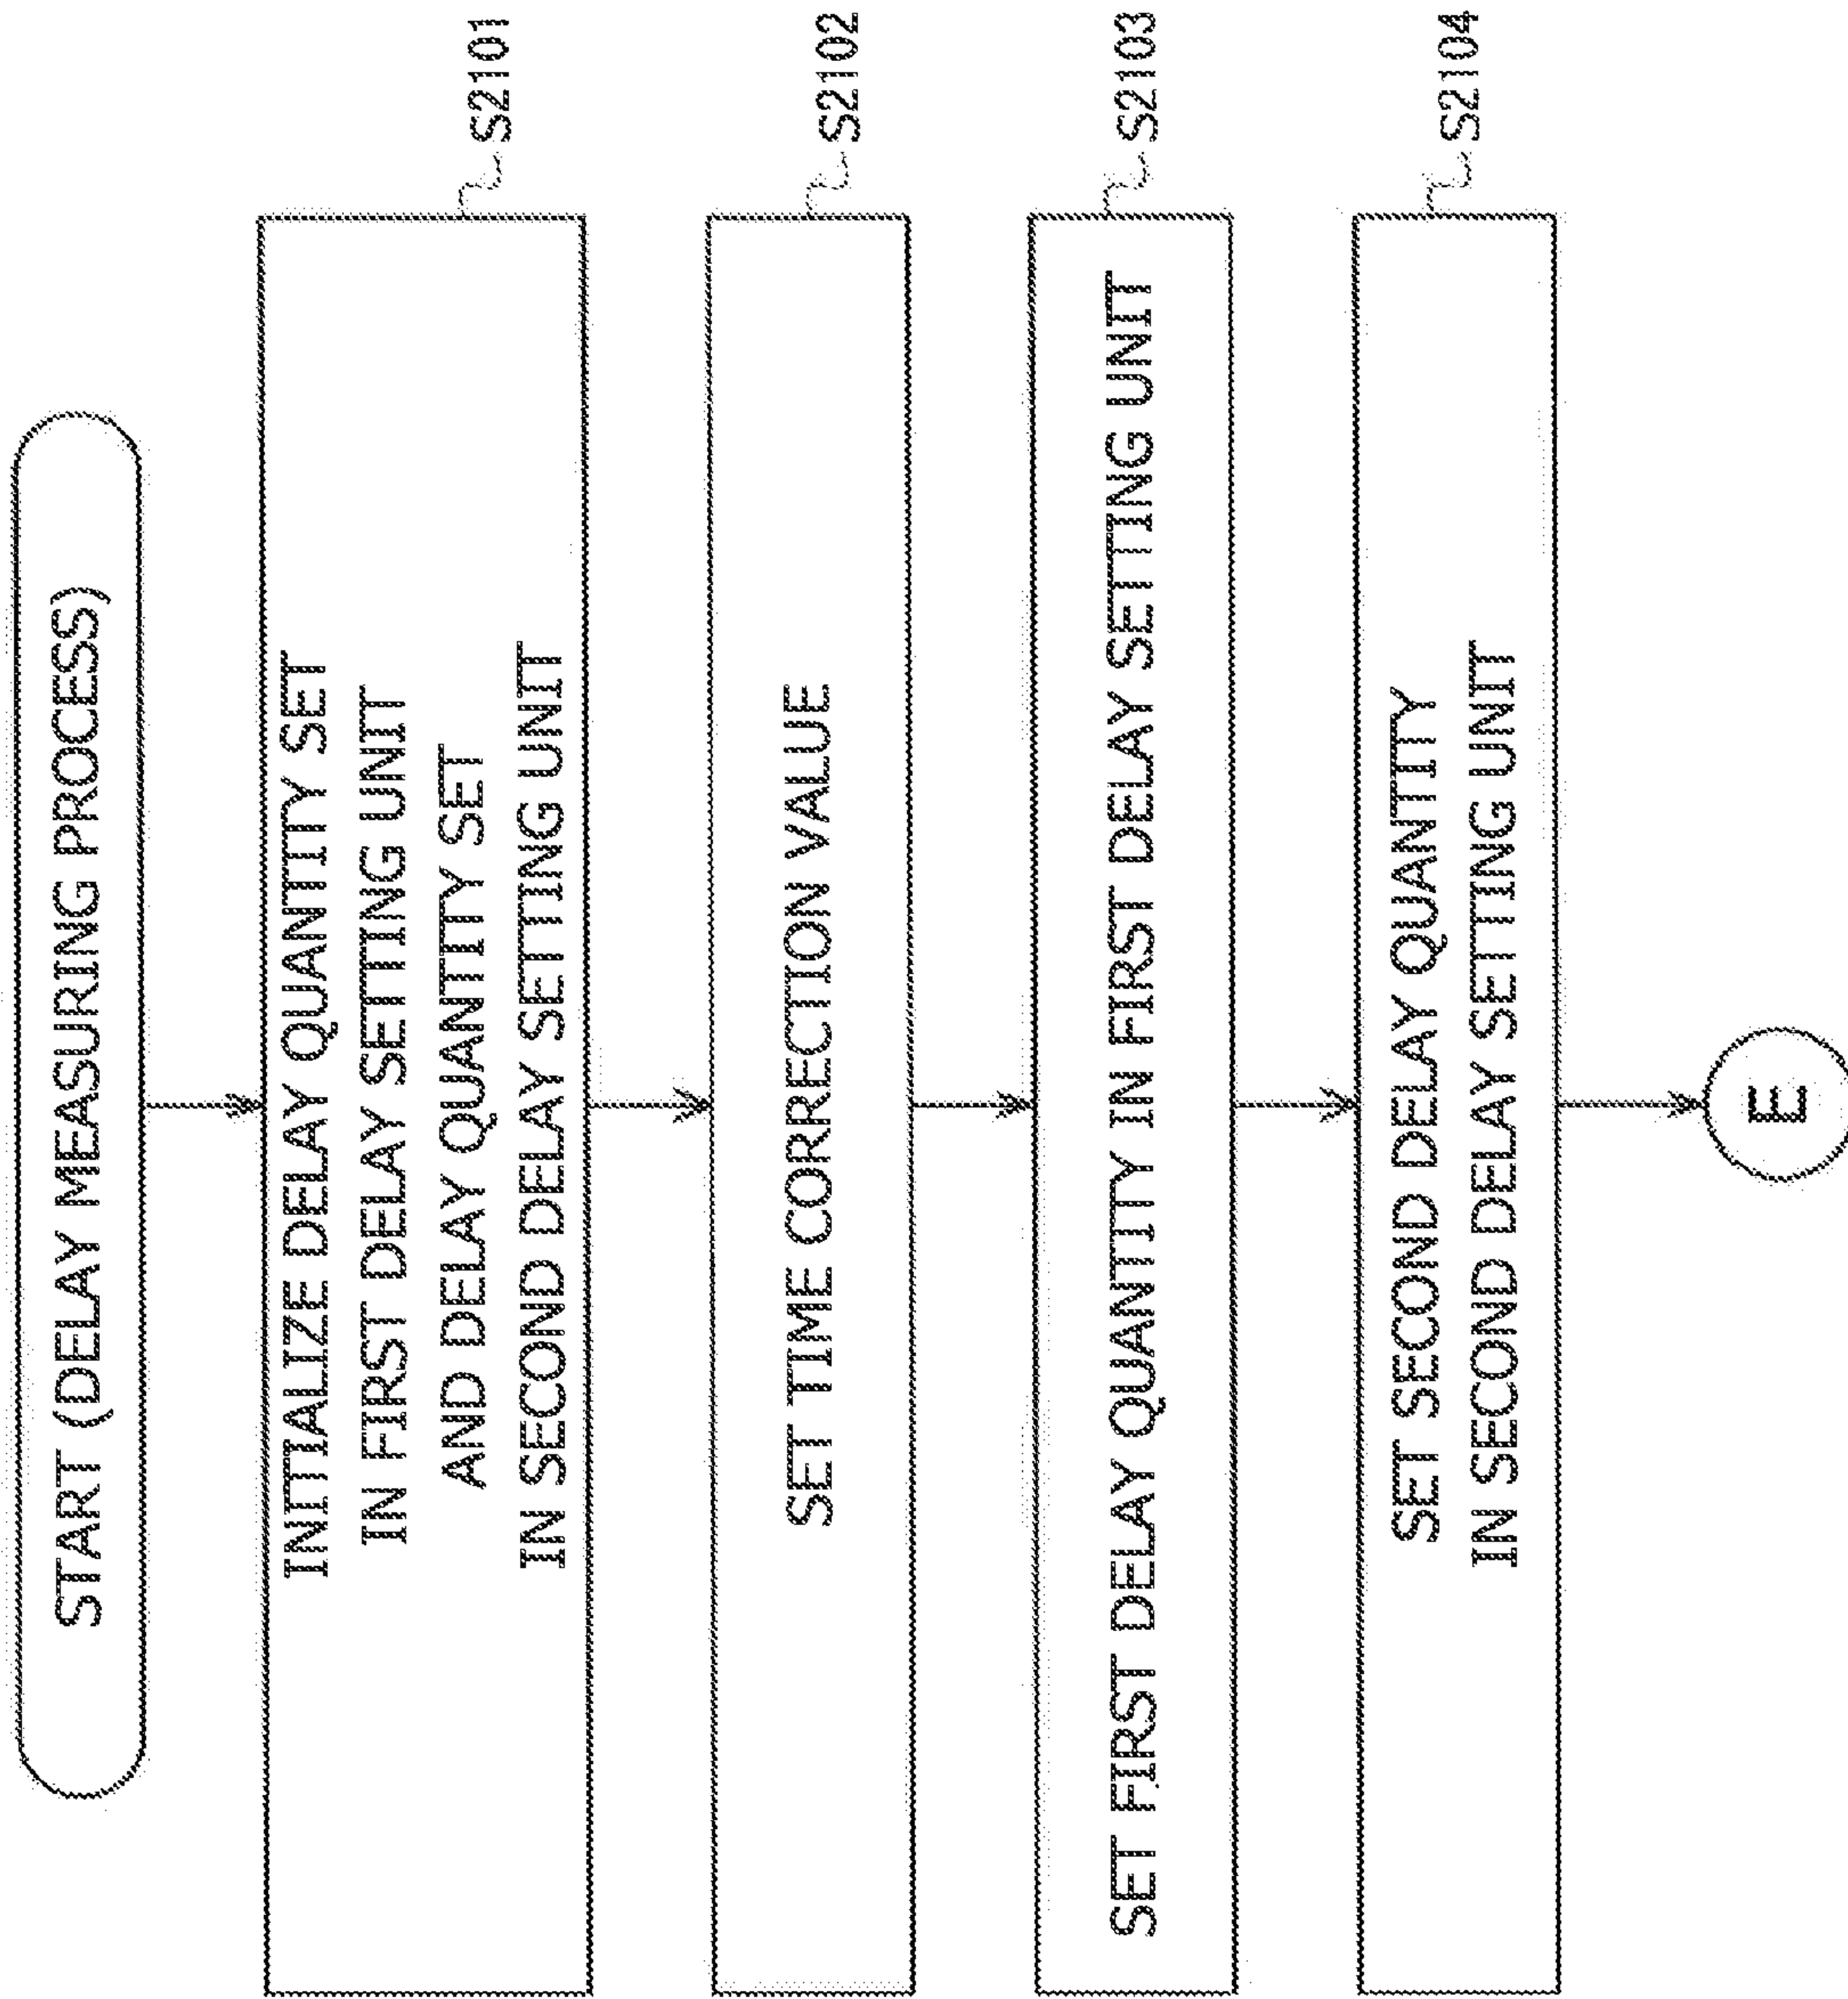 START (DELAY MEASURING PROCESS)
INITIALIZE DELAY QUANTITY SET
IN FIRST DELAY SETTING UNIT
AND DELAY QUANTITY SET
IN SECOND DELAY SETTING UNIT
S2101
SET TIME CORRECTION VALUE
S2102
SET FIRST DELAY QUANTITY IN FIRST DELAY SETTING UNIT
S2103
SET SECOND DELAY QUANTITY
IN SECOND DELAY SETTING UNIT
S2104
E